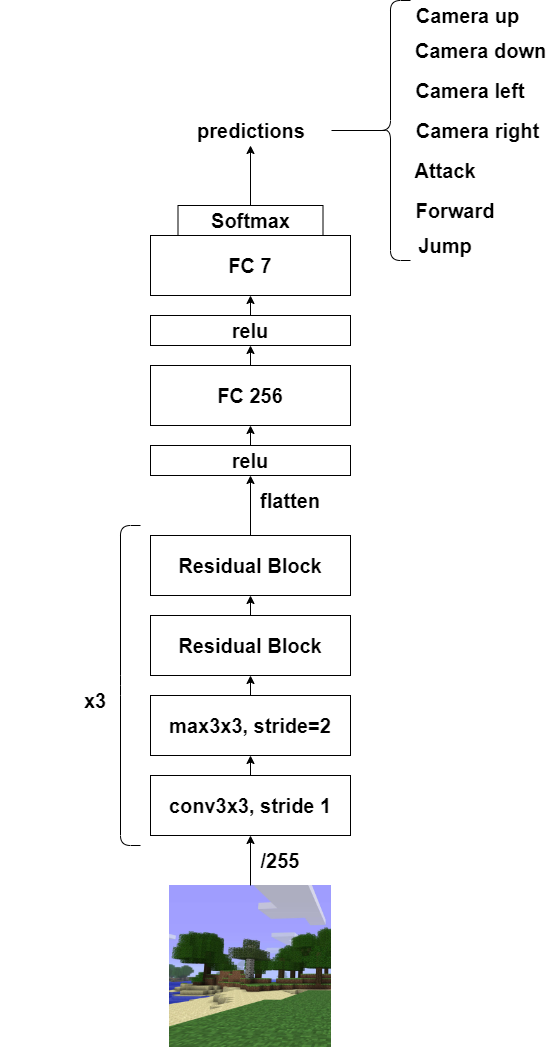 Camera up
Camera down
Camera left
predictions
Camera right
Attack
Forward
Jump
Softmax
FC 7
relu
FC 256
relu
flatten
Residual Block
Residual Block
x3
max3x3, stride=2
conv3x3, stride 1
/255